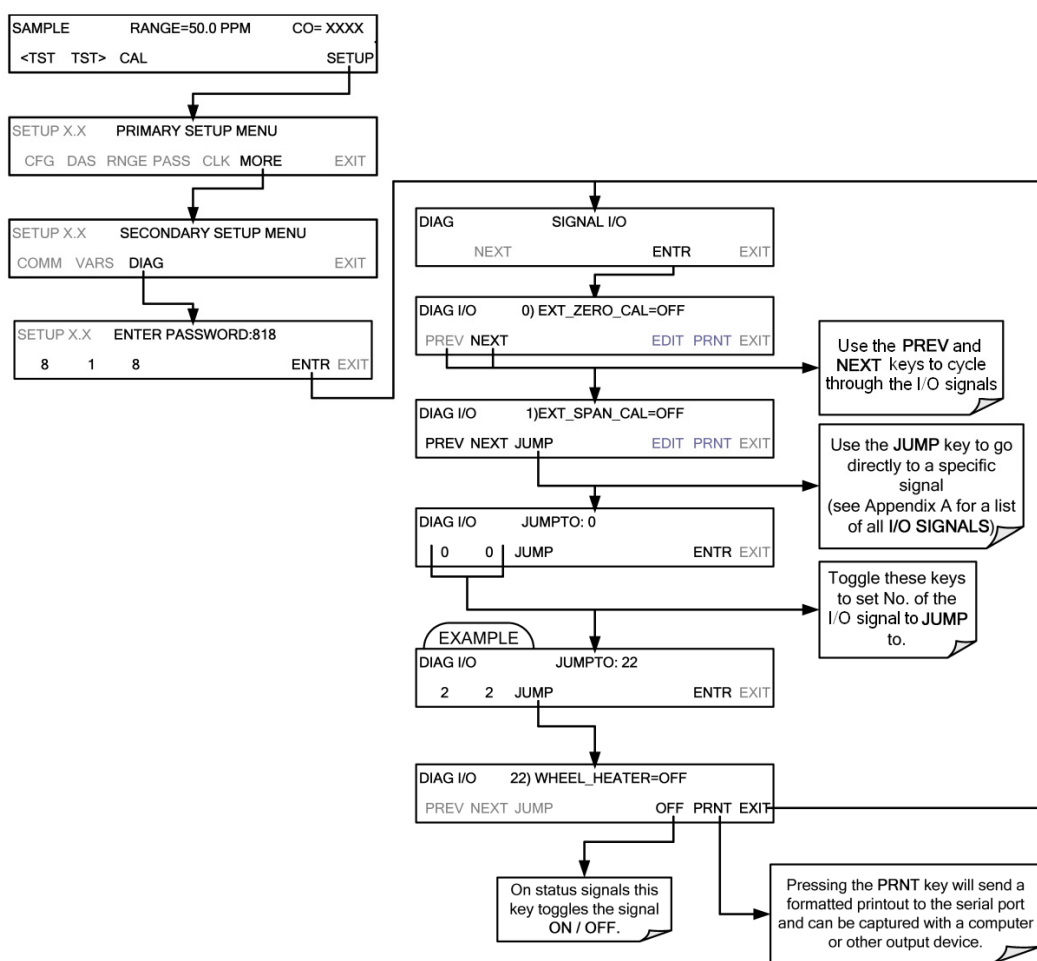 SAMPLE RANGE=50.0 PPM CO= XXXX
<TST TST> CAL SETUP
SETUP X.X PRIMARY SETUP MENU
CFG DAS RNGE PASS CLK MORE EXIT
SETUP X.X SECONDARY SETUP MENU
COMM VARS DIAG EXIT
SETUP X.X ENTER PASSWORD:818
8 1 8 ENTR EXIT
DIAG SIGNAL I/O
NEXT ENTR EXIT
DIAG I/O 0) EXT_ZERO_CAL=OFF
PREV NEXT EDIT PRNT EXIT
Use the PREV and
NEXT keys to cycle
through the I/O signals
DIAG I/O 1)EXT_SPAN_CAL=OFF
PREV NEXT JUMP EDIT PRNT EXIT
Use the JUMP key to go
directly to a specific
signal
(see Appendix A for a list
of all I/O SIGNALS)
DIAG I/O JUMPTO: 0
0 0 JUMP ENTR EXIT
Toggle these keys
to set No. of the
I/O signal to JUMP
to.
EXAMPLE
DIAG I/O JUMPTO: 22
2 2 JUMP ENTR EXIT
DIAG I/O 22) WHEEL_HEATER=OFF
PREV NEXT JUMP OFF PRNT EXIT
On status signals this
key toggles the signal
ON / OFF.
Pressing the PRNT key will send a
formatted printout to the serial port
and can be captured with a computer
or other output device.